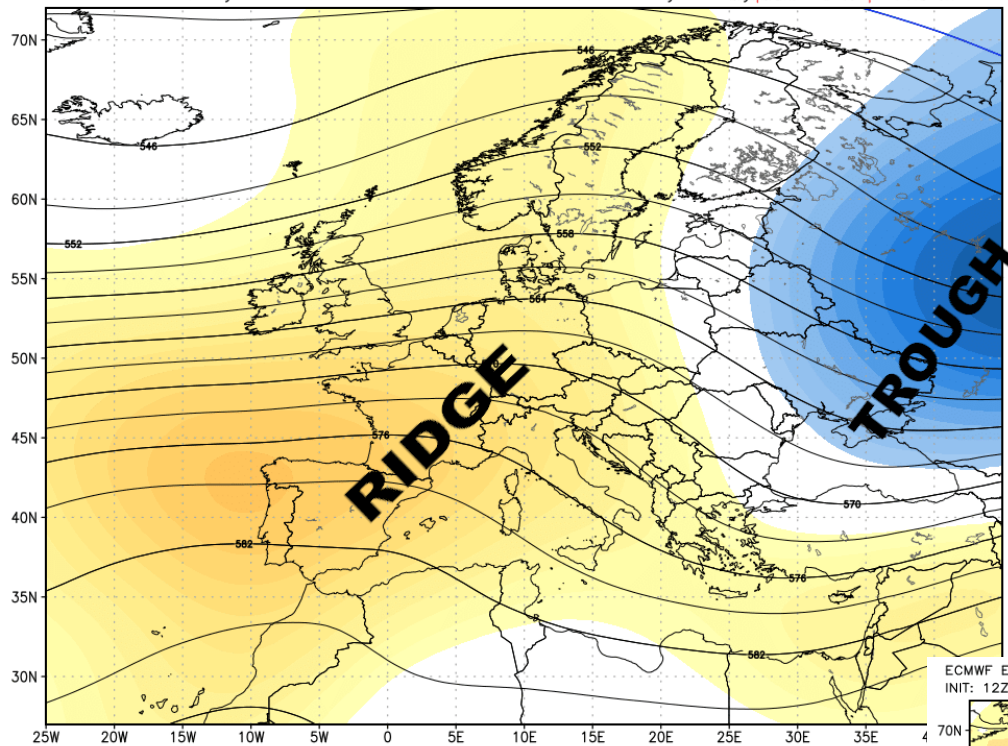 70N
65N
60N
55N
50N
45N
40N
35N
30N
546
546
552
552
558
564
576
570
582
576
582
RIDGE
TROUGH
25W 20W 15W 10W 5W 0 5E 10E 15E 20E 25E 30E 35E
ECMWF E
INIT: 12Z
70N